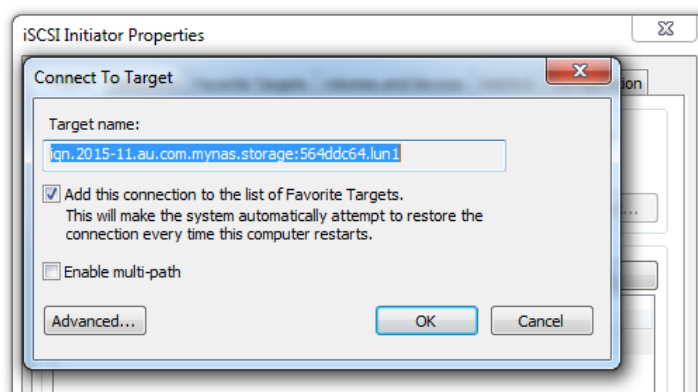 iSCSI Initiator Properties
Connect To Target
Target name:
iqn.2015-11.au.com.mynas.storage:564ddc64.lun1
Add this connection to the list of Favorite Targets.
This will make the system automatically attempt to restore the
connection every time this computer restarts.
Enable multi-path
Advanced...
OK
Cancel